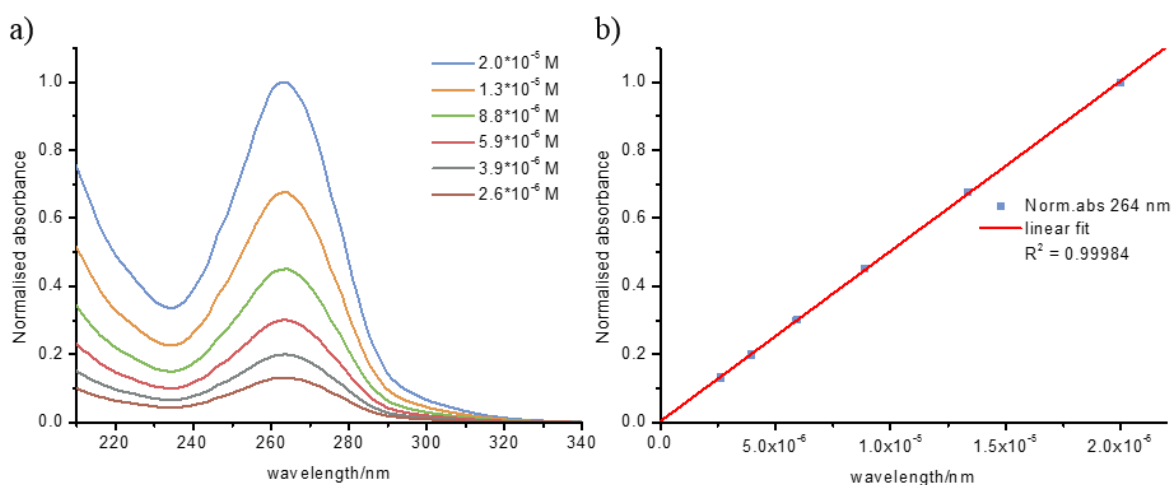 a)
Normalised absorbance
1.0
0.8
0.6
0.4
0.2
0.0
220 240 260 280 300 320 340
wavelength/nm
2.0*10⁻⁵ M
1.3*10⁻⁵ M
8.8*10⁻⁶ M
5.9*10⁻⁶ M
3.9*10⁻⁶ M
2.6*10⁻⁶ M
b)
Normalised absorbance
1.0
0.8
0.6
0.4
0.2
0.0
0.0 5.0x10⁻⁶ 1.0x10⁻⁵ 1.5x10⁻⁵ 2.0x10⁻⁵
wavelength/nm
Norm.abs 264 nm
linear fit
R² = 0.99984